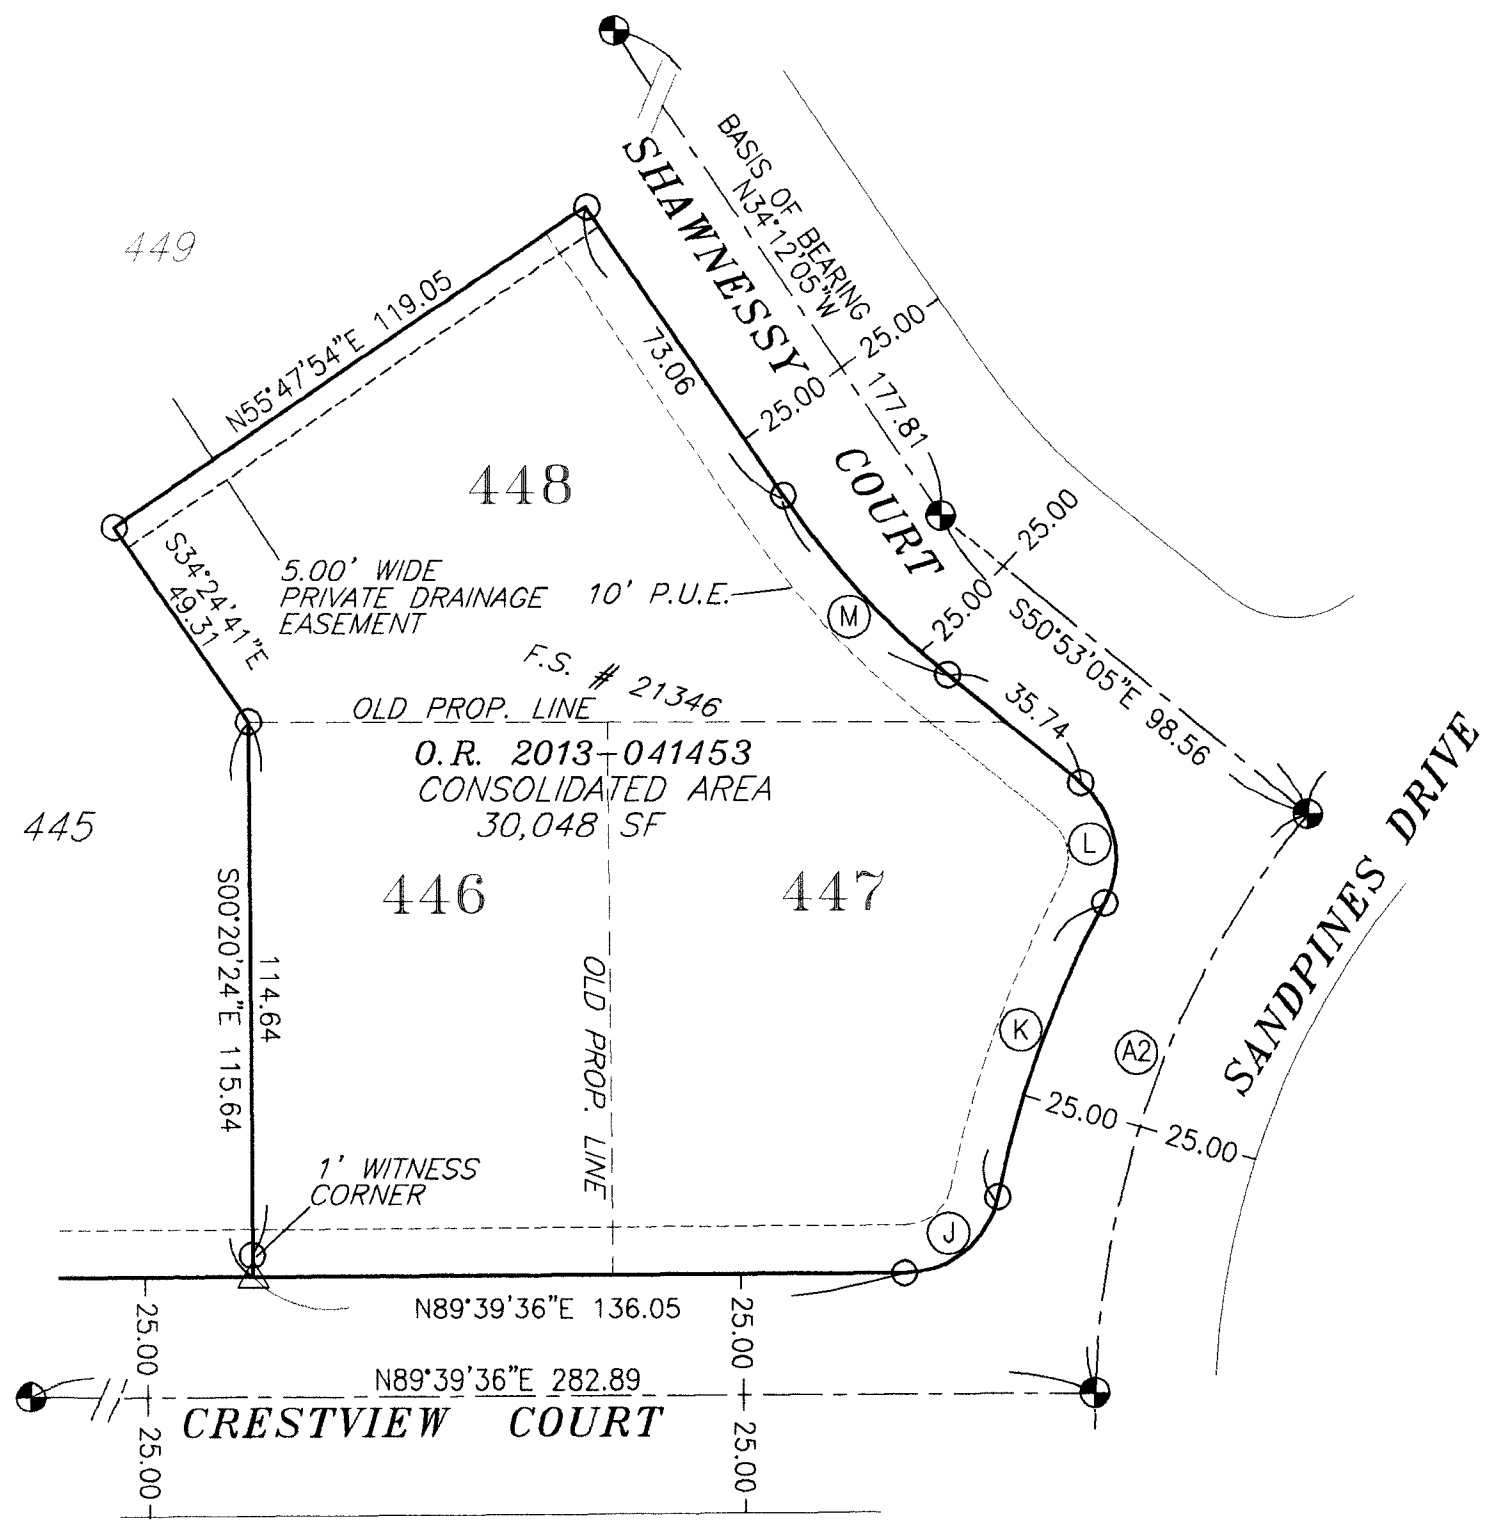 BASIS OF BEARING
N34°12'05"W
SHAWNESSY
COURT
449
N55°47'54"E 119.05
73.06
25.00
25.00
177.81
448
25.00
25.00
S34°24'41"E
49.31
5.00' WIDE
PRIVATE DRAINAGE
EASEMENT
10' P.U.E.
M
S50°53'05"E 98.56
F.S. # 21346
OLD PROP. LINE
35.74
O.R. 2013-041453
CONSOLIDATED AREA
30,048 SF
445
L
SANDPINES DRIVE
446
447
S00°20'24"E 115.64
114.64
OLD PROP. LINE
K
A2
25.00
25.00
1' WITNESS
CORNER
J
N89°39'36"E 136.05
25.00
25.00
N89°39'36"E 282.89
CRESTVIEW COURT
25.00
25.00